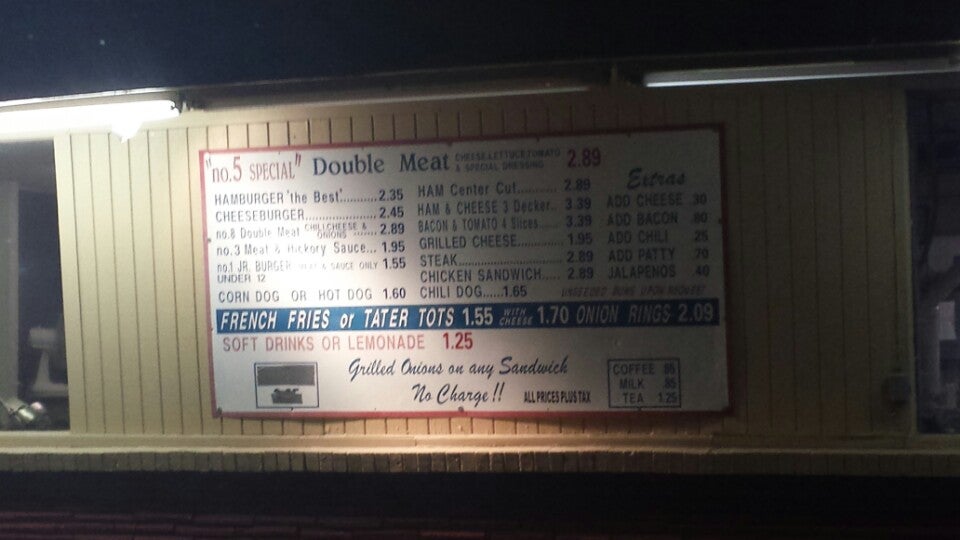 "no.5 SPECIAL" Double Meat CHEESE, LETTUCE, TOMATO & SPECIAL DRESSING 2.89
HAMBURGER 'the Best'..........2.35
CHEESEBURGER....................2.45
no.8 Double Meat CHILI, CHEESE & ONIONS ......2.89
no.3 Meat & Hickory Sauce... 1.95
no.1 JR. BURGER MEAT & SAUCE ONLY 1.55
UNDER 12
CORN DOG OR HOT DOG 1.60
HAM Center Cut.......... 2.89
HAM & CHEESE 3 Decker.. 3.39
BACON & TOMATO 4 Slices...... 3.39
GRILLED CHEESE............ 1.95
STEAK........................... 2.89
CHICKEN SANDWICH..... 2.89
CHILI DOG.....1.65
Extras
ADD CHEESE .30
ADD BACON .80
ADD CHILI .25
ADD PATTY .70
JALAPENOS .40
UNSEEDED BUNS UPON REQUEST
FRENCH FRIES or TATER TOTS 1.55 WITH CHEESE 1.70 ONION RINGS 2.09
SOFT DRINKS OR LEMONADE 1.25
Grilled Onions on any Sandwich
No Charge!!
ALL PRICES PLUS TAX
COFFEE .85
MILK .85
TEA 1.25